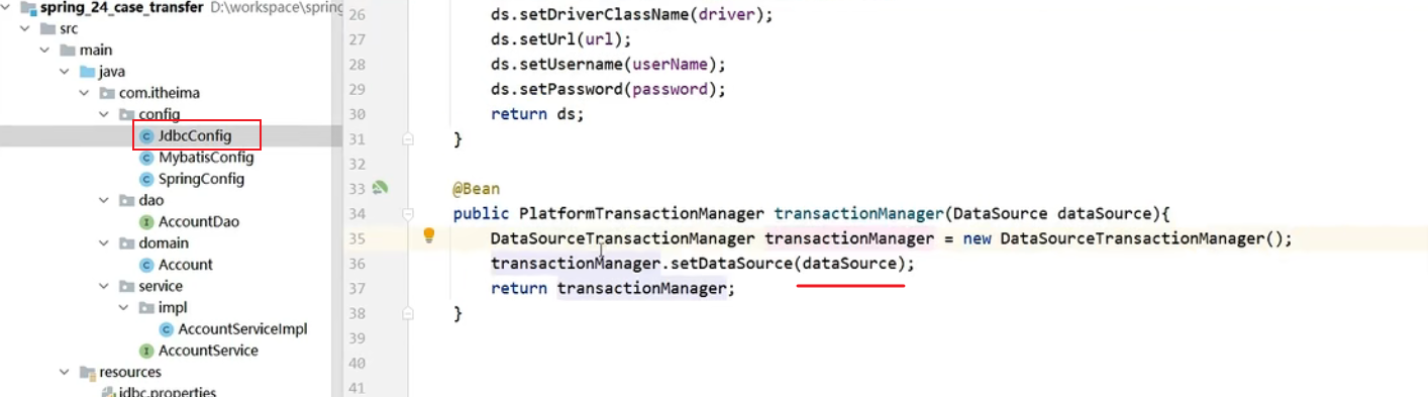 spring_24_case_transfer D:\workspace\spring
src
main
java
com.itheima
config
JdbcConfig
MybatisConfig
SpringConfig
dao
AccountDao
domain
Account
service
impl
AccountServiceImpl
AccountService
resources
jdbc.properties
26 ds.setDriverClassName(driver);
27 ds.setUrl(url);
28 ds.setUsername(userName);
29 ds.setPassword(password);
30 return ds;
31 }
32
33 @Bean
34 public PlatformTransactionManager transactionManager(DataSource dataSource){
35 DataSourceTransactionManager transactionManager = new DataSourceTransactionManager();
36 transactionManager.setDataSource(dataSource);
37 return transactionManager;
38 }
39
40
41